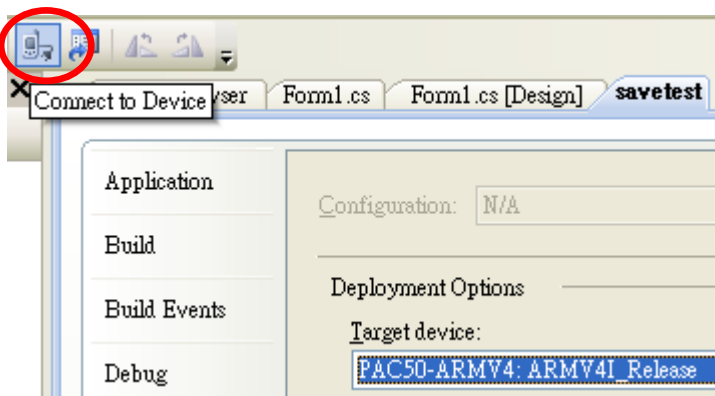 Connect to Device
wser
Form1.cs
Form1.cs [Design]
savetest
Application
Configuration: N/A
Build
Deployment Options
Build Events
Target device:
PAC50-ARMV4: ARMV4I_Release
Debug